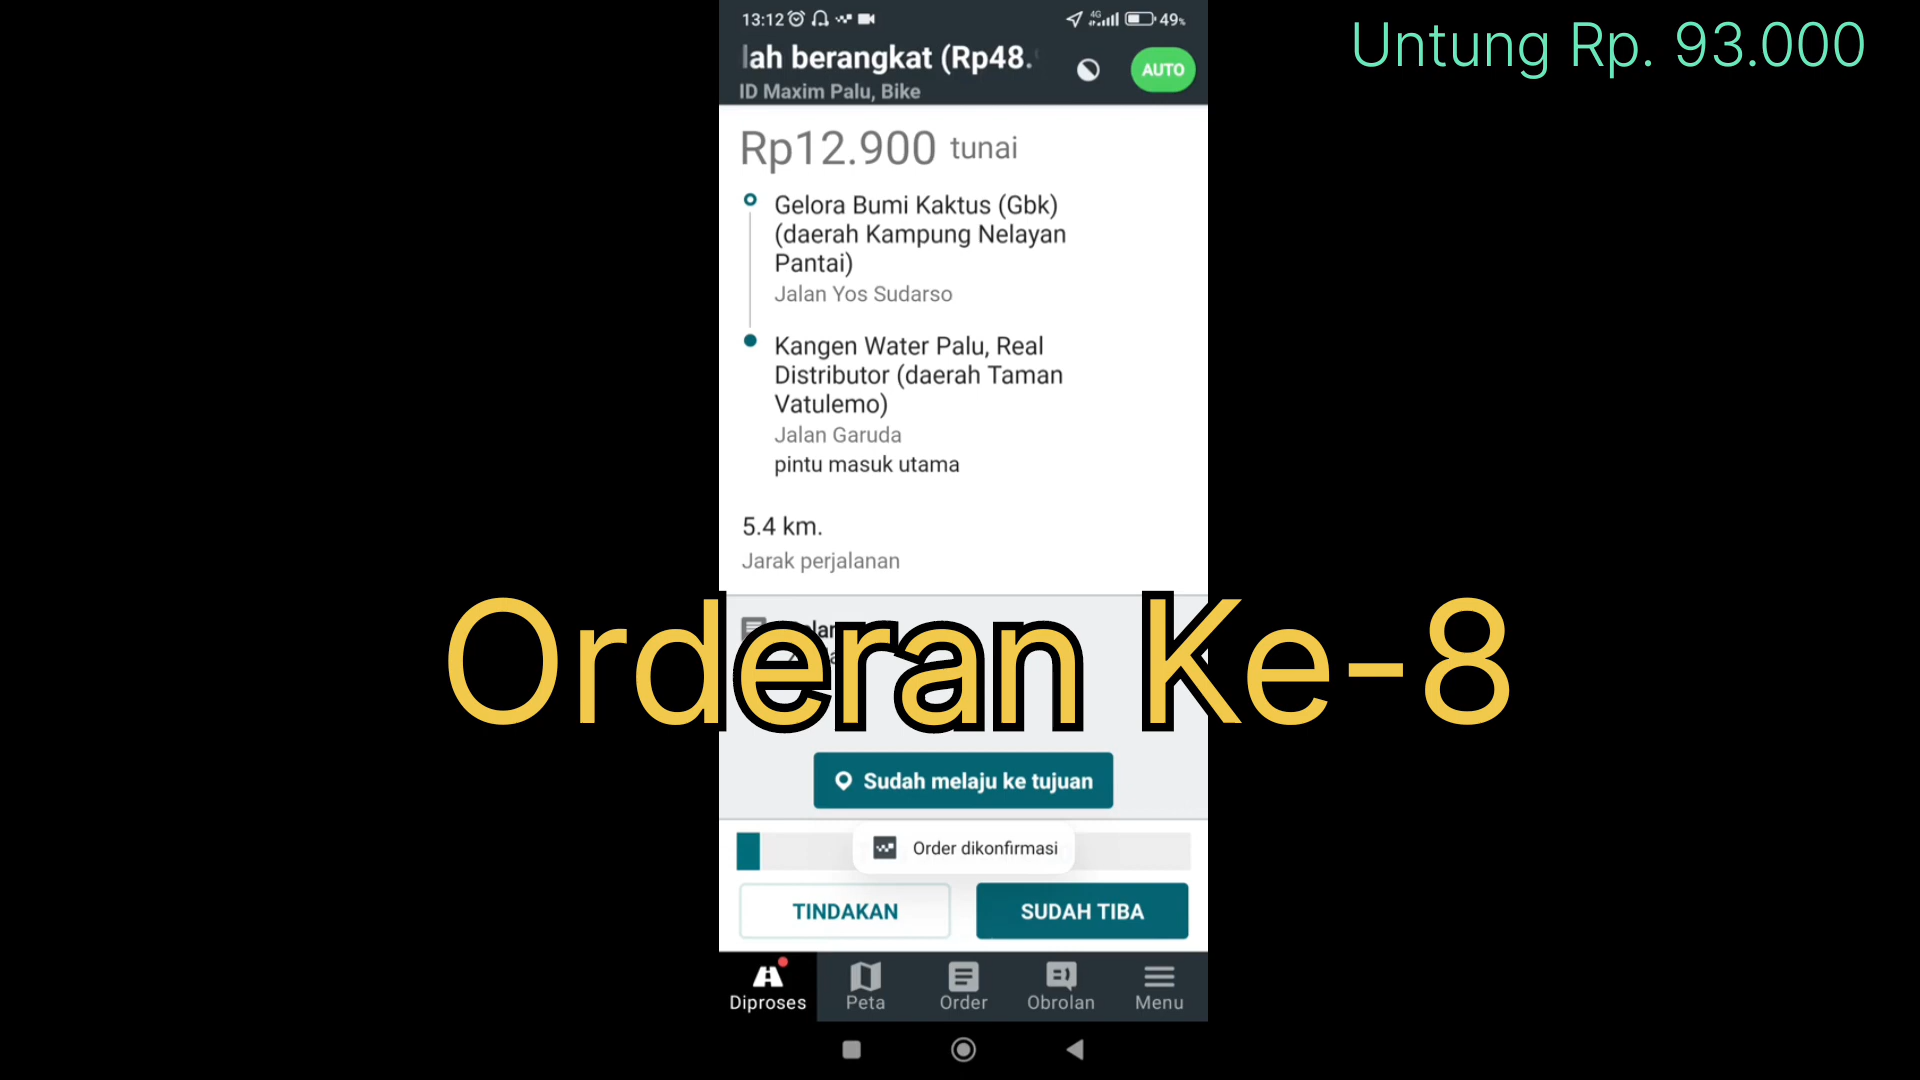 13:12
4G
49%
Untung Rp. 93.000
lah berangkat (Rp48.
AUTO
ID Maxim Palu, Bike
Rp12.900 tunai
Gelora Bumi Kaktus (Gbk)
(daerah Kampung Nelayan
Pantai)
Jalan Yos Sudarso
Kangen Water Palu, Real
Distributor (daerah Taman
Vatulemo)
Jalan Garuda
pintu masuk utama
5.4 km.
Jarak perjalanan
Orderan Ke-8
Sudah melaju ke tujuan
Order dikonfirmasi
TINDAKAN
SUDAH TIBA
Diproses
Peta
Order
Obrolan
Menu